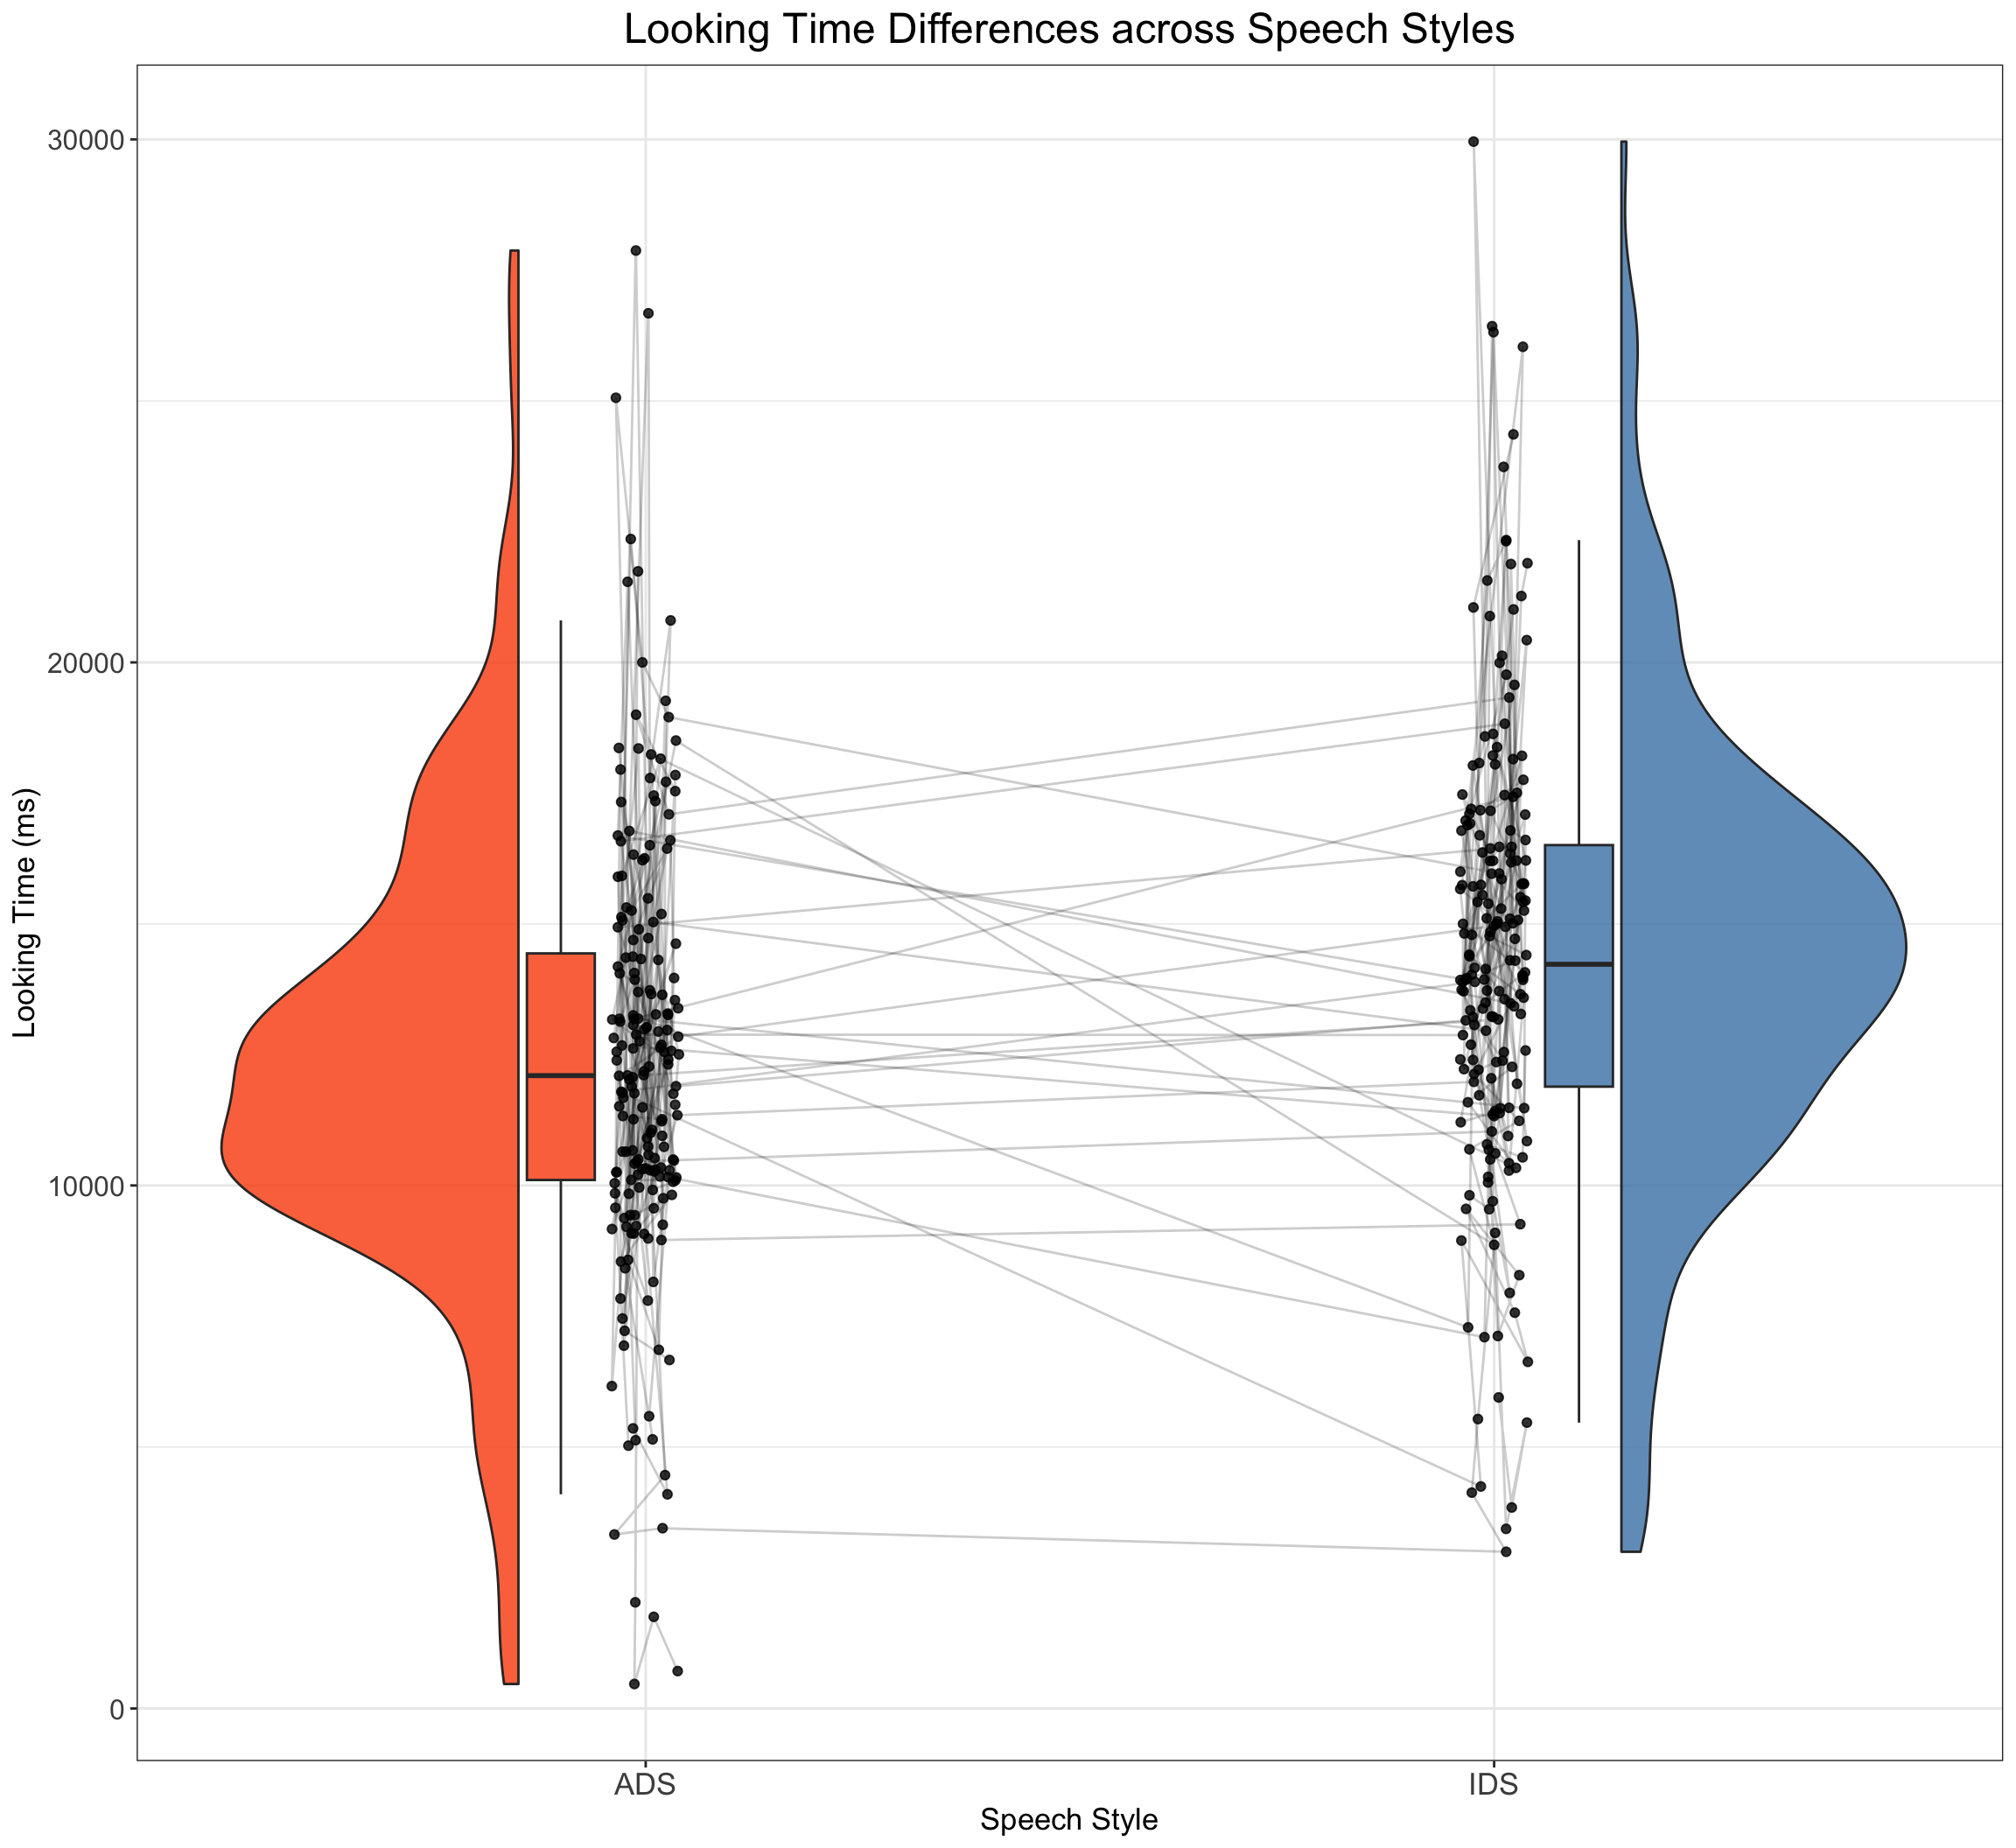 Looking Time Differences across Speech Styles
30000
20000
10000
0
Looking Time (ms)
ADS
IDS
Speech Style